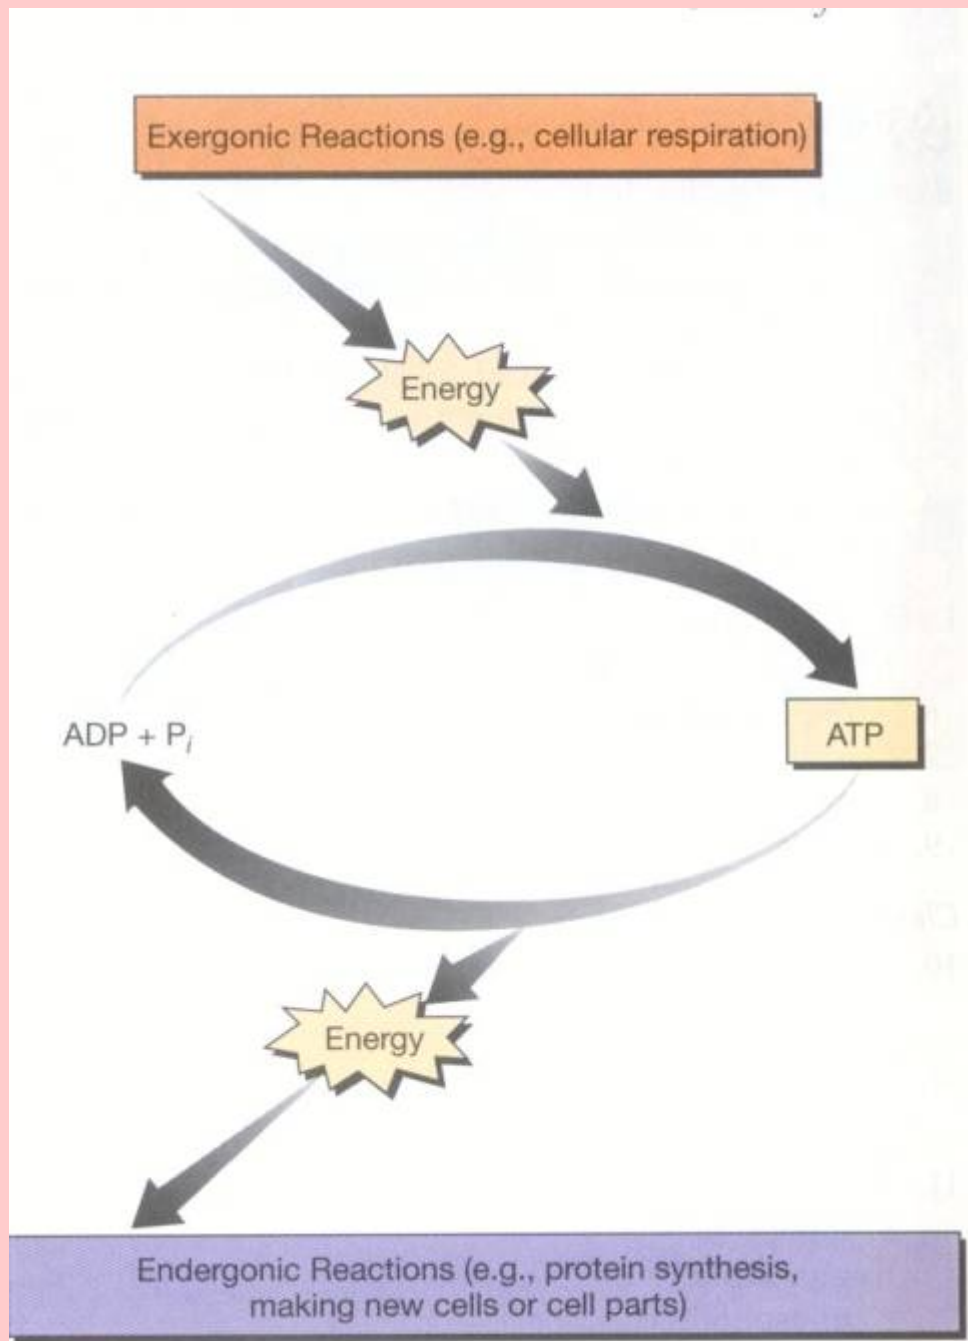 Exergonic Reactions (e.g., cellular respiration)
Energy
ADP + Pi
ATP
Energy
Endergonic Reactions (e.g., protein synthesis,
making new cells or cell parts)